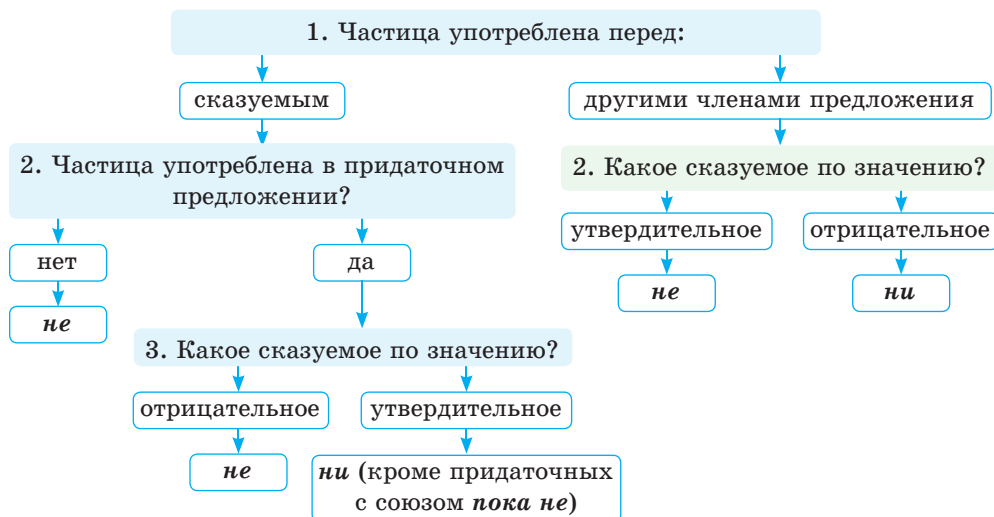 1. Частица употреблена перед:
сказуемым
другими членами предложения
2. Частица употреблена в придаточном
предложении?
2. Какое сказуемое по значению?
нет
да
утвердительное
отрицательное
не
не
ни
3. Какое сказуемое по значению?
отрицательное
утвердительное
не
ни (кроме придаточных
с союзом пока не)